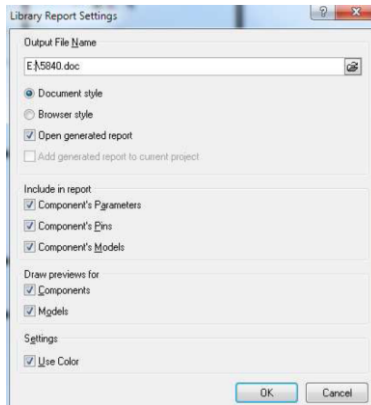 Library Report Settings
Output File Name
E:\5840.doc
Document style
Browser style
Open generated report
Add generated report to current project
Include in report
Component's Parameters
Component's Pins
Component's Models
Draw previews for
Components
Models
Settings
Use Color
OK Cancel